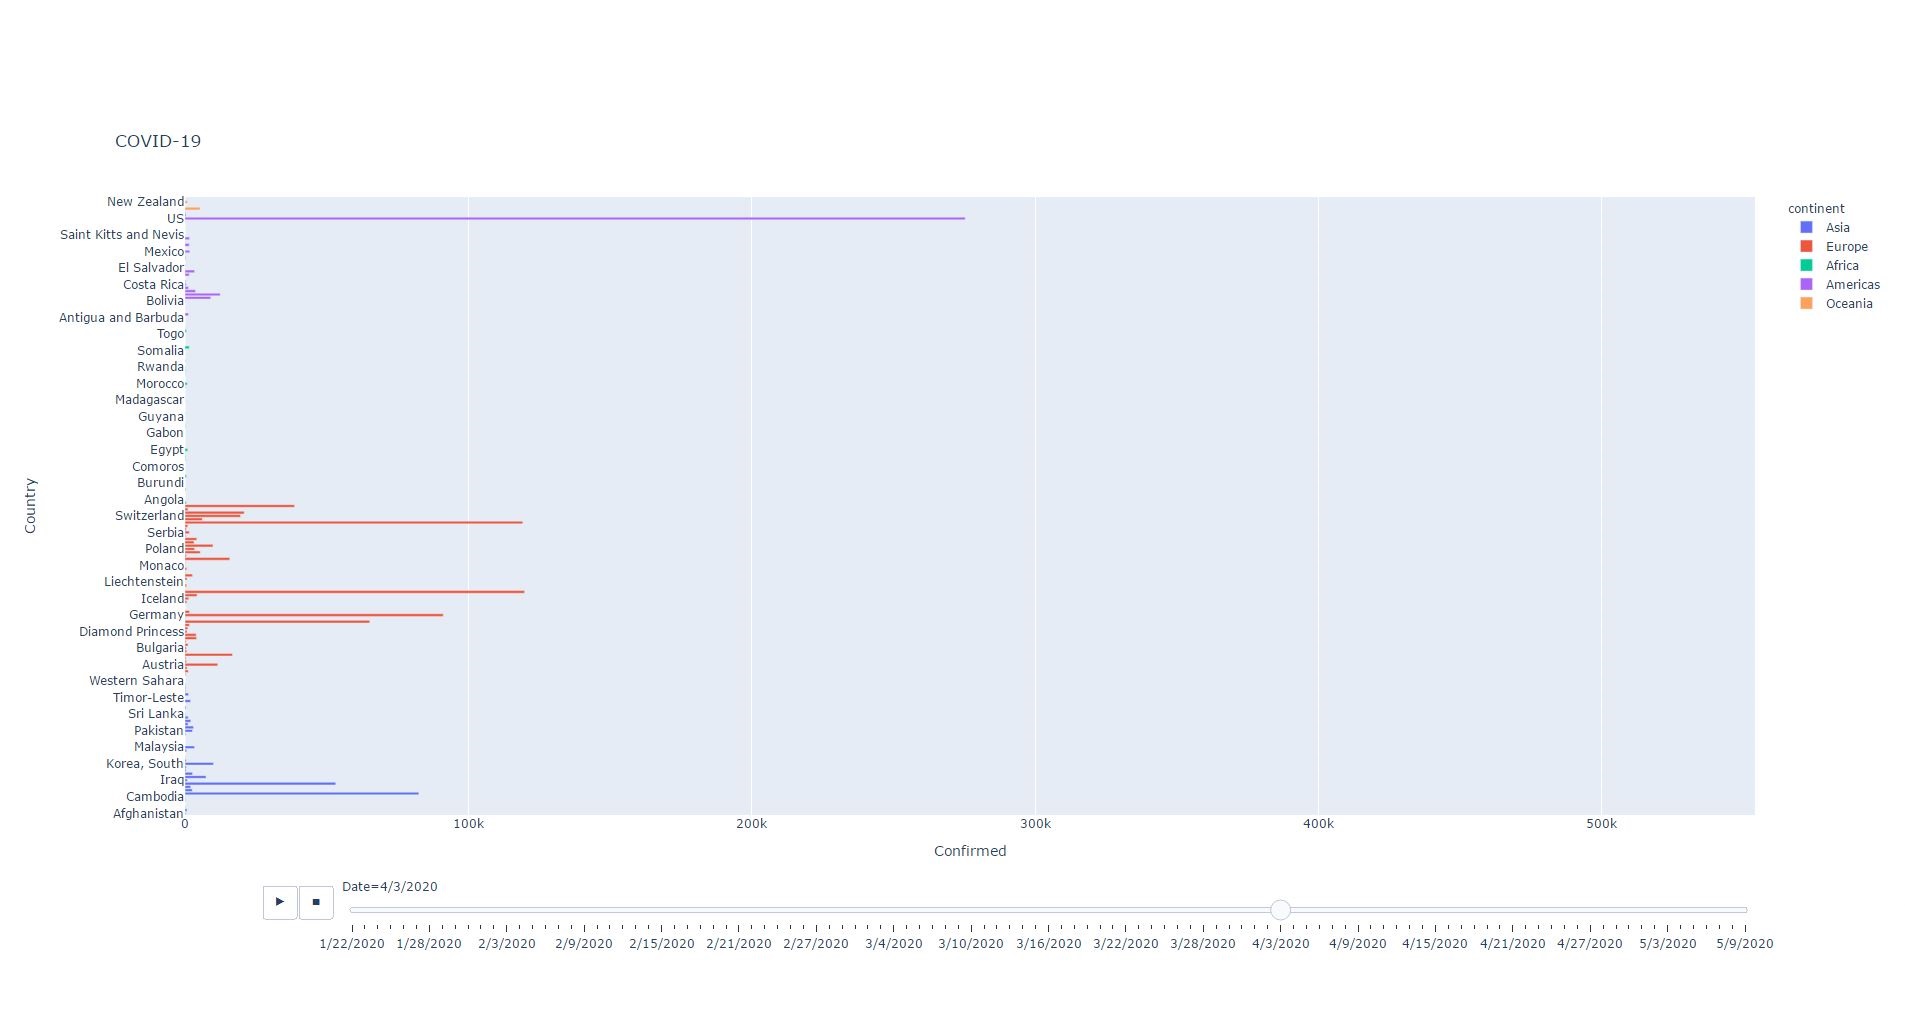 COVID-19
New Zealand
US
Saint Kitts and Nevis
Mexico
El Salvador
Costa Rica
Bolivia
Antigua and Barbuda
Togo
Somalia
Rwanda
Morocco
Madagascar
Guyana
Gabon
Egypt
Comoros
Burundi
Angola
Switzerland
Serbia
Poland
Monaco
Liechtenstein
Iceland
Germany
Diamond Princess
Bulgaria
Austria
Western Sahara
Timor-Leste
Sri Lanka
Pakistan
Malaysia
Korea, South
Iraq
Cambodia
Afghanistan
Country
0 100k 200k 300k 400k 500k
Confirmed
continent
Asia
Europe
Africa
Americas
Oceania
Date=4/3/2020
1/22/2020 1/28/2020 2/3/2020 2/9/2020 2/15/2020 2/21/2020 2/27/2020 3/4/2020 3/10/2020 3/16/2020 3/22/2020 3/28/2020 4/3/2020 4/9/2020 4/15/2020 4/21/2020 4/27/2020 5/3/2020 5/9/2020